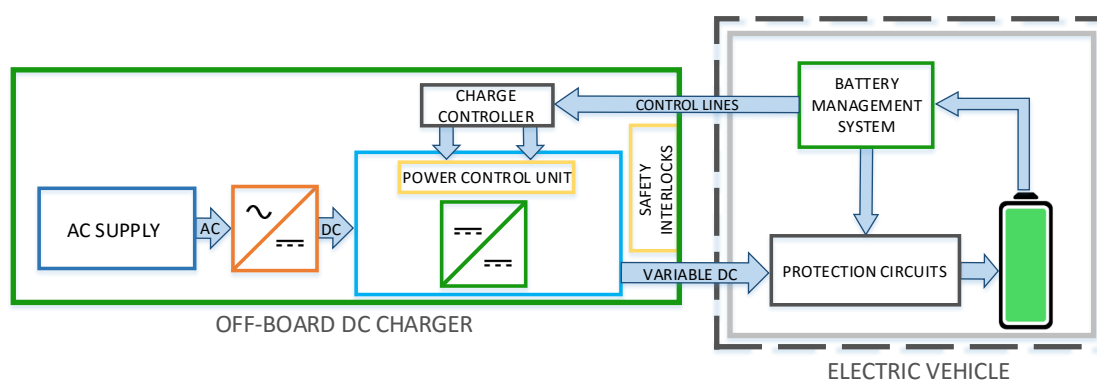 CHARGE
CONTROLLER
CONTROL LINES
BATTERY
MANAGEMENT
SYSTEM
POWER CONTROL UNIT
SAFETY
INTERLOCKS
AC SUPPLY
AC
DC
VARIABLE DC
PROTECTION CIRCUITS
OFF-BOARD DC CHARGER
ELECTRIC VEHICLE